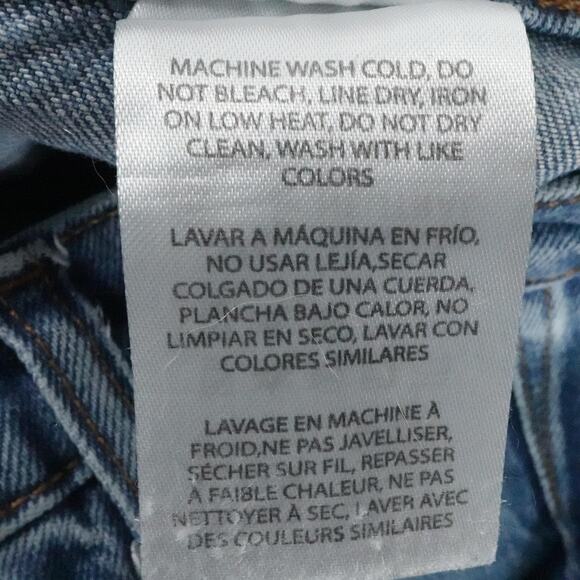 MACHINE WASH COLD, DO
NOT BLEACH, LINE DRY, IRON
ON LOW HEAT, DO NOT DRY
CLEAN, WASH WITH LIKE
COLORS
LAVAR A MÁQUINA EN FRÍO,
NO USAR LEJÍA,SECAR
COLGADO DE UNA CUERDA,
PLANCHA BAJO CALOR, NO
LIMPIAR EN SECO, LAVAR CON
COLORES SIMILARES
LAVAGE EN MACHINE À
FROID,NE PAS JAVELLISER,
SÉCHER SUR FIL, REPASSER
À FAIBLE CHALEUR, NE PAS
NETTOYER À SEC, LAVER AVEC
DES COULEURS SIMILAIRES